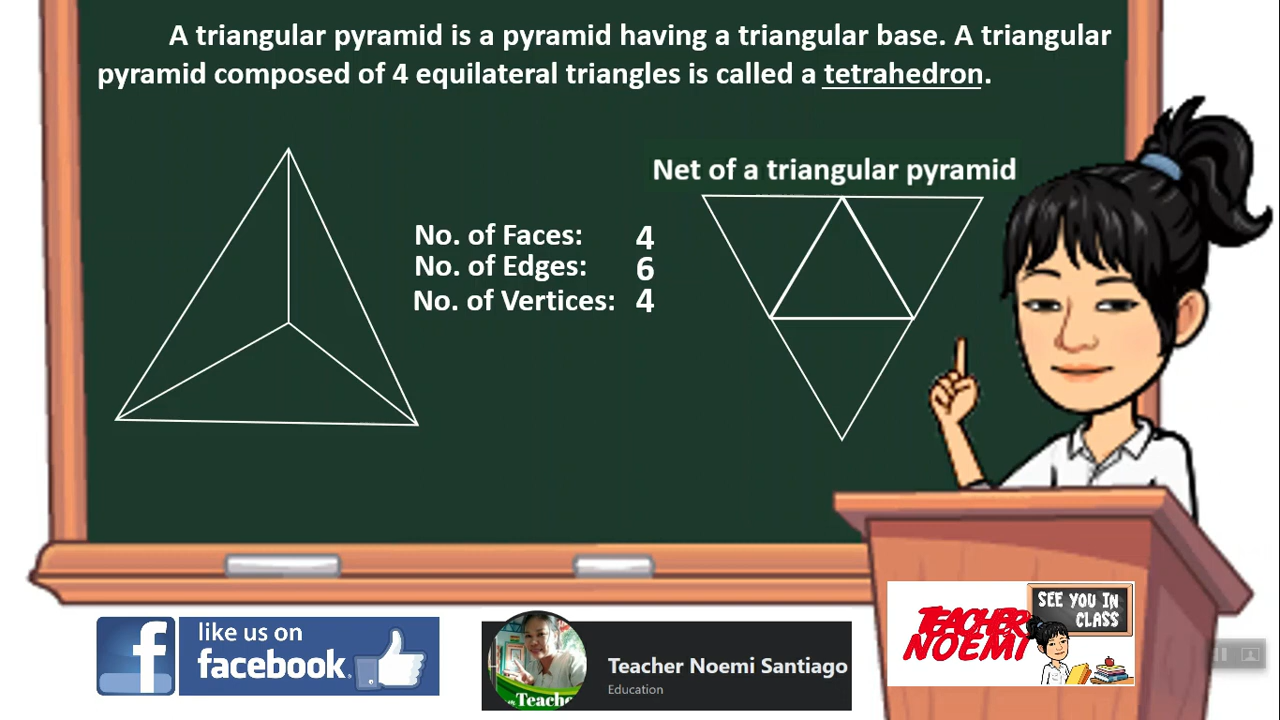 A triangular pyramid is a pyramid having a triangular base. A triangular
pyramid composed of 4 equilateral triangles is called a tetrahedron.
Net of a triangular pyramid
No. of Faces: 4
No. of Edges: 6
No. of Vertices: 4
like us on
facebook
Teacher Noemi Santiago
Education
TEACHER
NOEMI
SEE YOU IN
CLASS